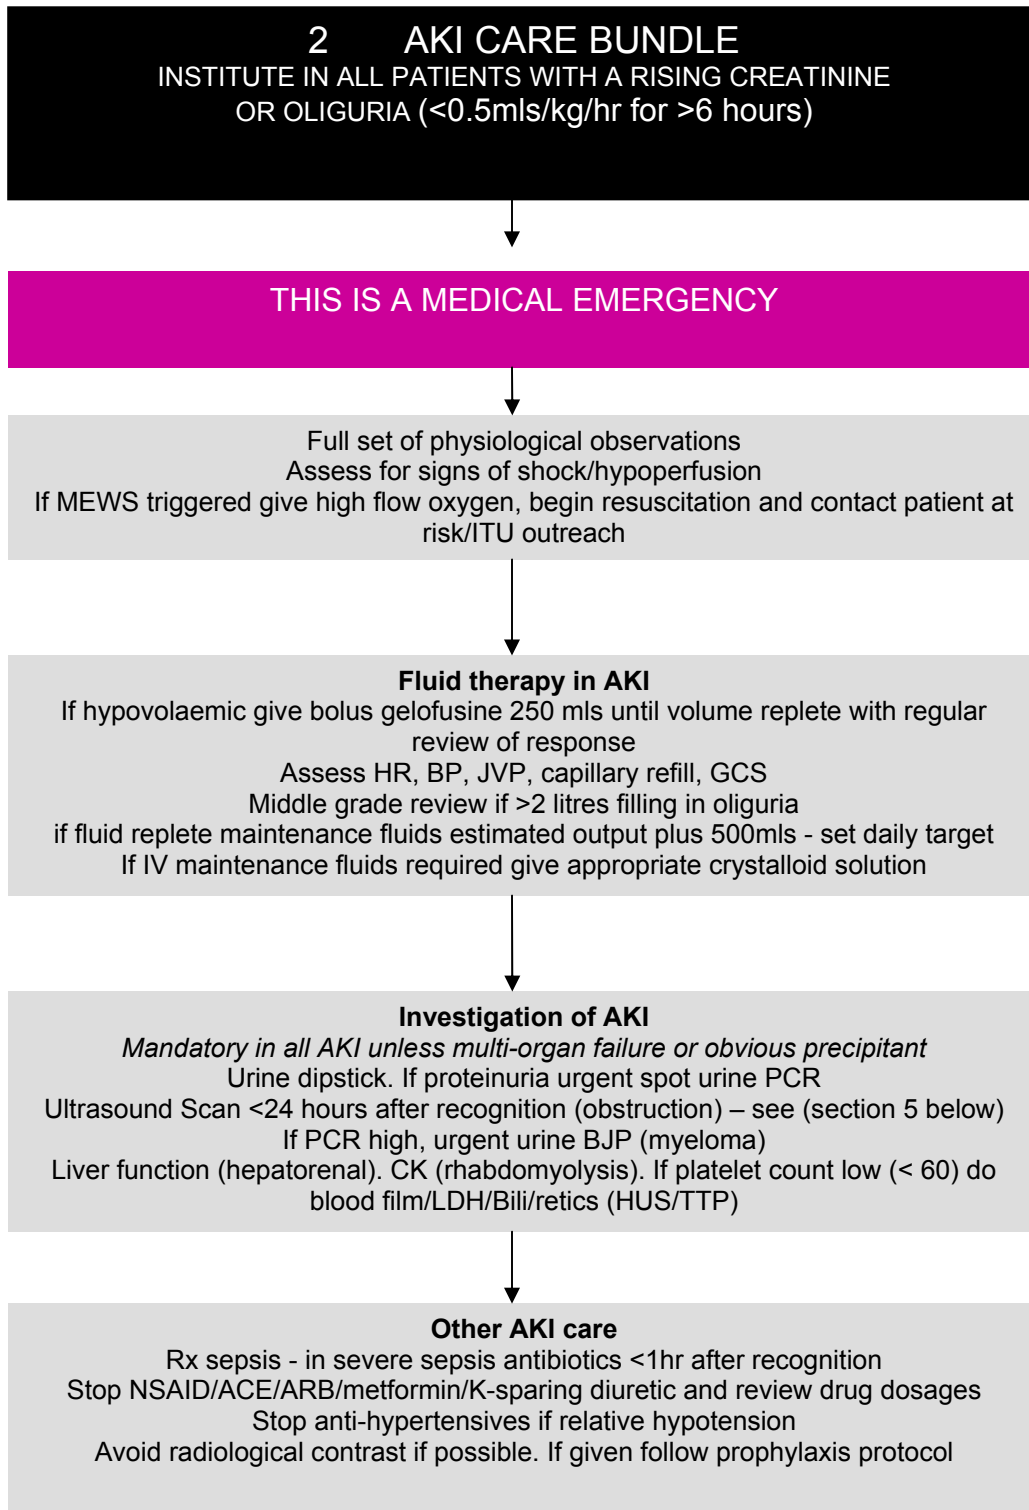 2 AKI CARE BUNDLE
INSTITUTE IN ALL PATIENTS WITH A RISING CREATININE
OR OLIGURIA (<0.5mls/kg/hr for >6 hours)
THIS IS A MEDICAL EMERGENCY
Full set of physiological observations
Assess for signs of shock/hypoperfusion
If MEWS triggered give high flow oxygen, begin resuscitation and contact patient at
risk/ITU outreach
Fluid therapy in AKI
If hypovolaemic give bolus gelofusine 250 mls until volume replete with regular
review of response
Assess HR, BP, JVP, capillary refill, GCS
Middle grade review if >2 litres filling in oliguria
if fluid replete maintenance fluids estimated output plus 500mls - set daily target
If IV maintenance fluids required give appropriate crystalloid solution
Investigation of AKI
Mandatory in all AKI unless multi-organ failure or obvious precipitant
Urine dipstick. If proteinuria urgent spot urine PCR
Ultrasound Scan <24 hours after recognition (obstruction) – see (section 5 below)
If PCR high, urgent urine BJP (myeloma)
Liver function (hepatorenal). CK (rhabdomyolysis). If platelet count low (< 60) do
blood film/LDH/Bili/retics (HUS/TTP)
Other AKI care
Rx sepsis - in severe sepsis antibiotics <1hr after recognition
Stop NSAID/ACE/ARB/metformin/K-sparing diuretic and review drug dosages
Stop anti-hypertensives if relative hypotension
Avoid radiological contrast if possible. If given follow prophylaxis protocol